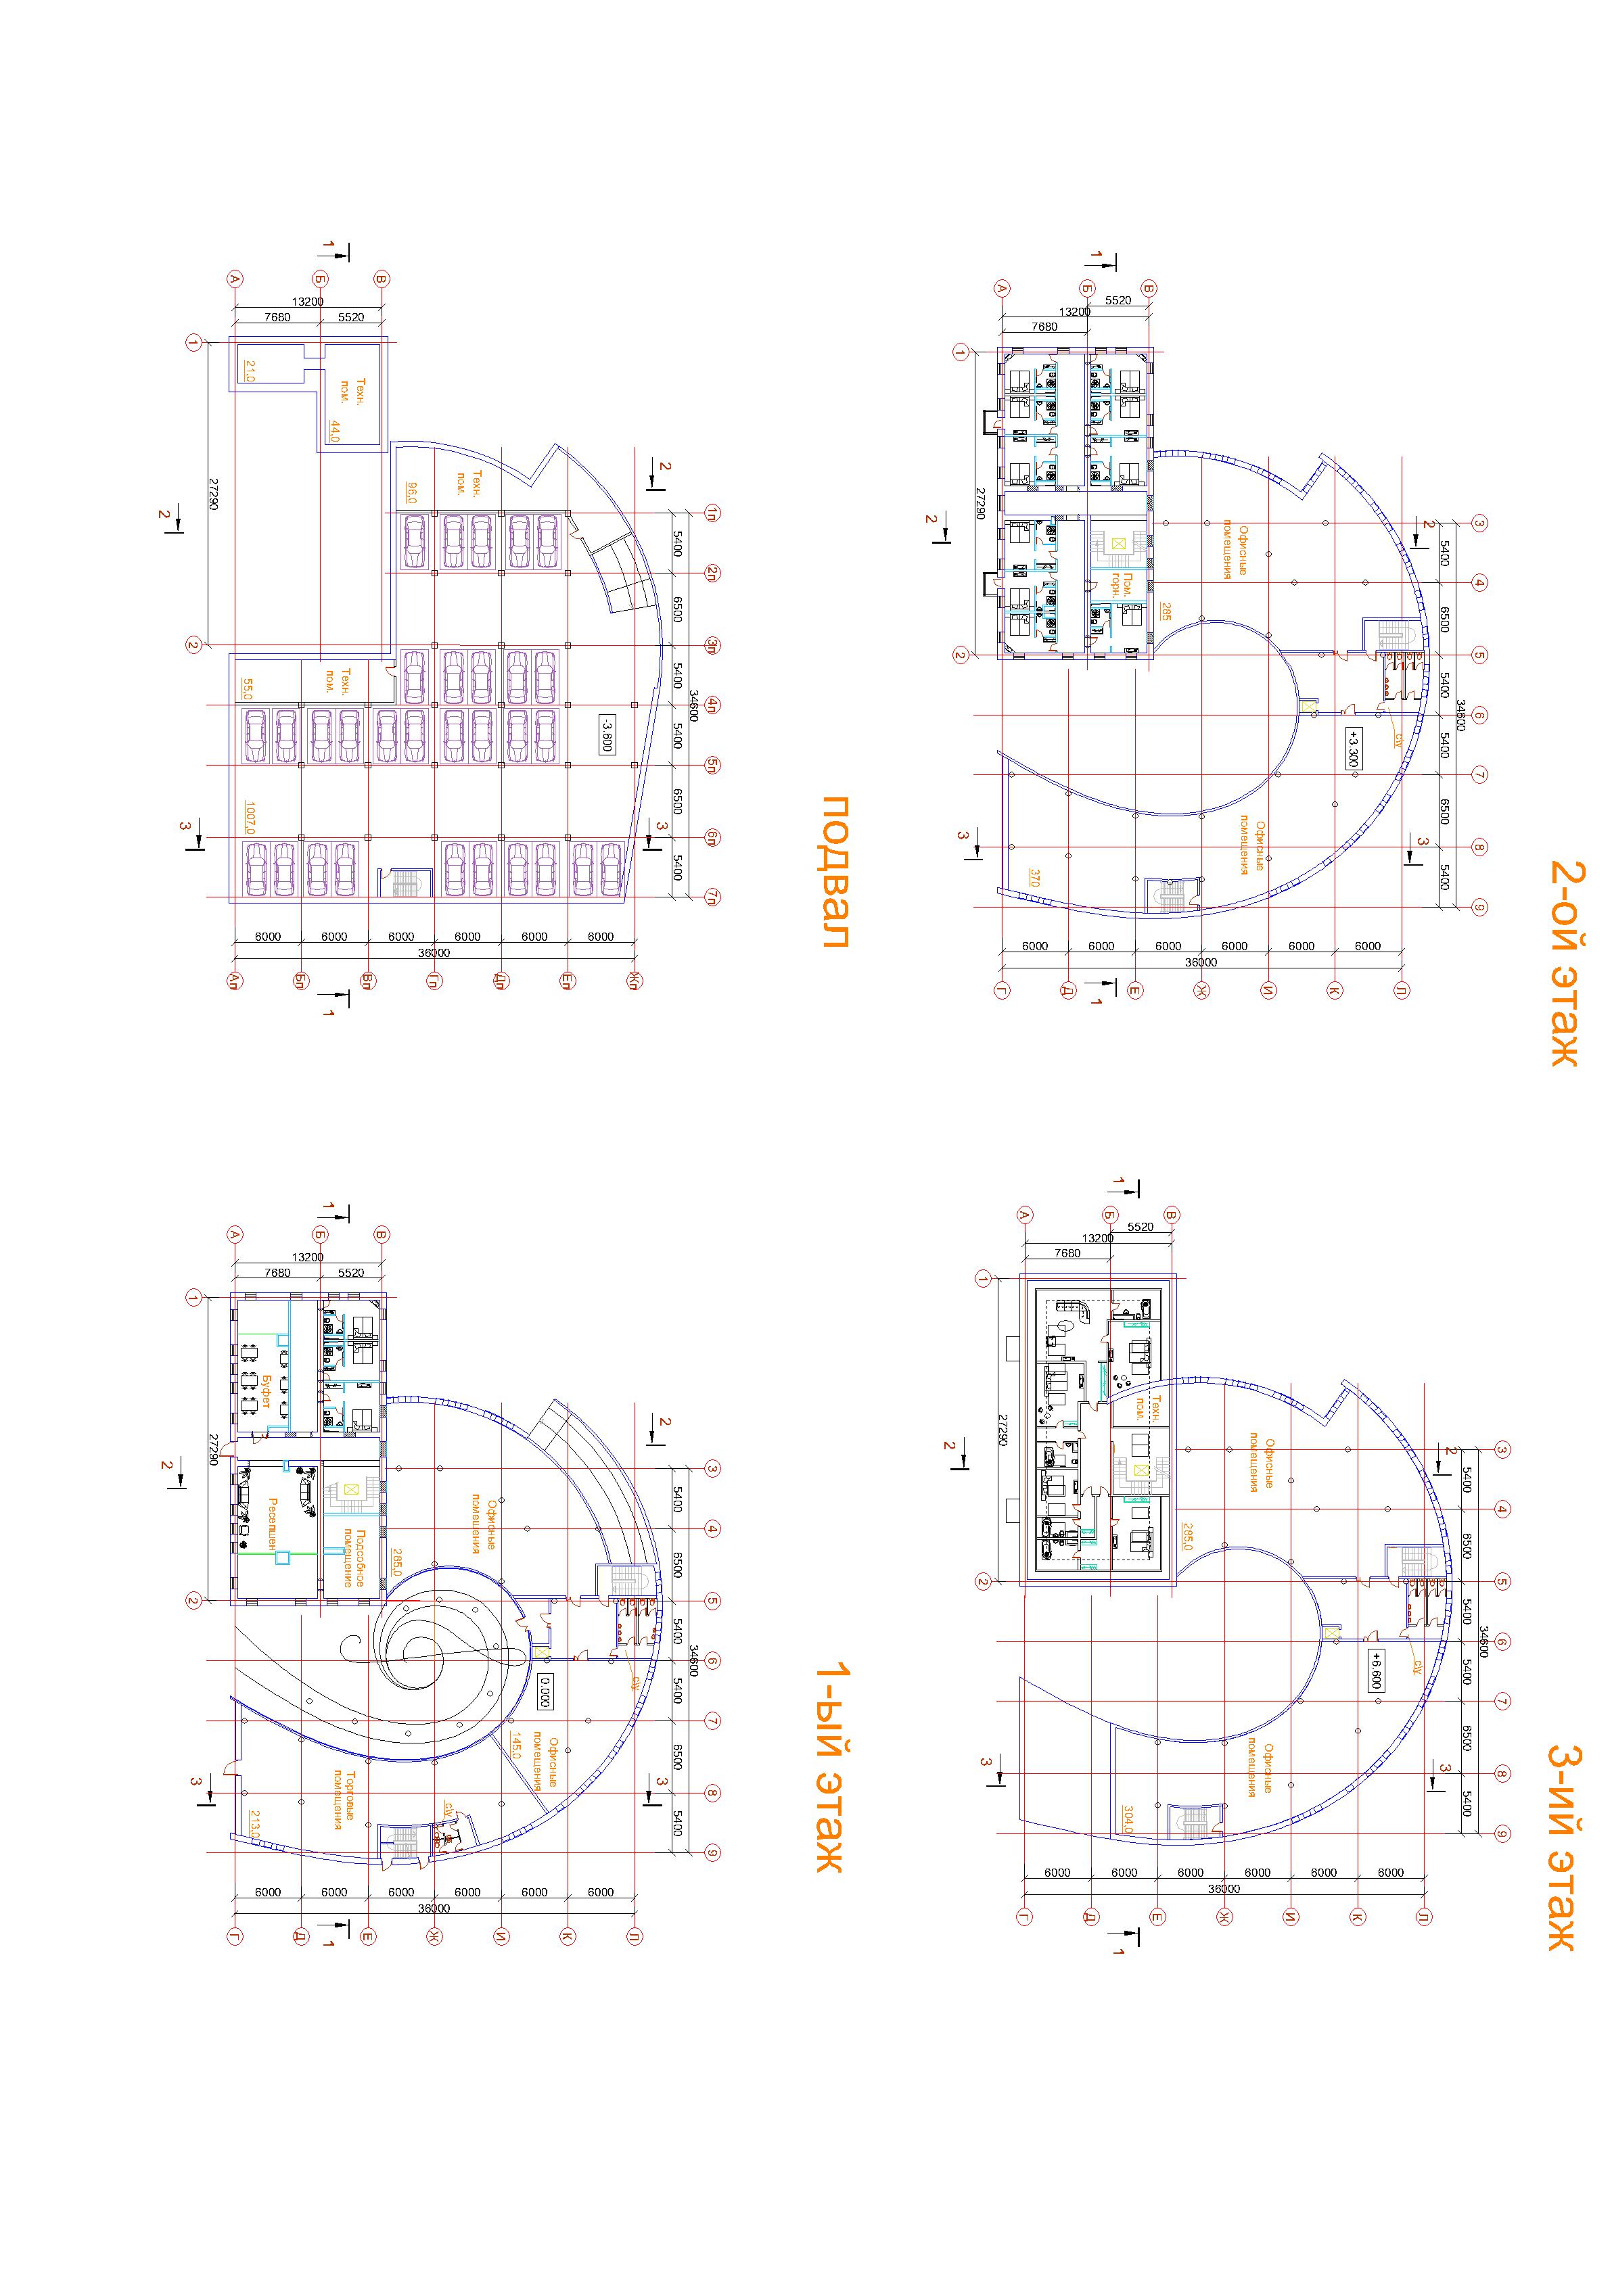 2-ой этаж
3 4 5 6 7 8 9
34600
5400 6500 5400 5400 6500 5400
2 3
с\у
Л
+3.300
6000
К
6000
И
Офисные
помещения
Офисные
помещения
6000
Ж
36000
285
6000
В
Е
Пом.
горн.
5520
1 1
6000
Б
13200
Д
370
7680
6000
А
Г
27290
3
1 2
2
3-ий этаж
3 4 5 6 7 8 9
34600
5400 6500 5400 5400 6500 5400
2 3
Л
с\у
6000
+6.600
К
6000
И
Офисные
помещения
Офисные
помещения
6000
Ж
36000
285,0
6000
В
Техн.
пом.
Е
5520
304,0
1 1
6000
Б
13200
Д
7680
6000
А
Г
27290
1 2
3
2
подвал
1п 2п 3п 4п 5п 6п 7п
34600
5400 6500 5400 5400 6500 5400
2 3
Жп
-3.600
6000
Еп
6000
Дп
Техн.
пом.
6000
Гп
36000
96,0
6000
В
Вп
Техн.
пом.
44,0
Техн.
пом.
5520
1 1
6000
Б
13200
Бп
7680
6000
21,0
55,0
1007,0
А
Ап
27290
1 2
3
2
1-ый этаж
3 4 5 6 7 8 9
34600
5400 6500 5400 5400 6500 5400
2 3
Л
с\у
6000
К
0.000
Офисные
помещения
145,0
6000
И
Офисные
помещения
6000
с\у
Ж
36000
285,0
6000
В
Е
Подсобное
помещение
Торговые
помещения
5520
1 1
6000
Б
13200
Д
7680
Буфет
Ресепшен
6000
213,0
А
Г
27290
1 2
3
2